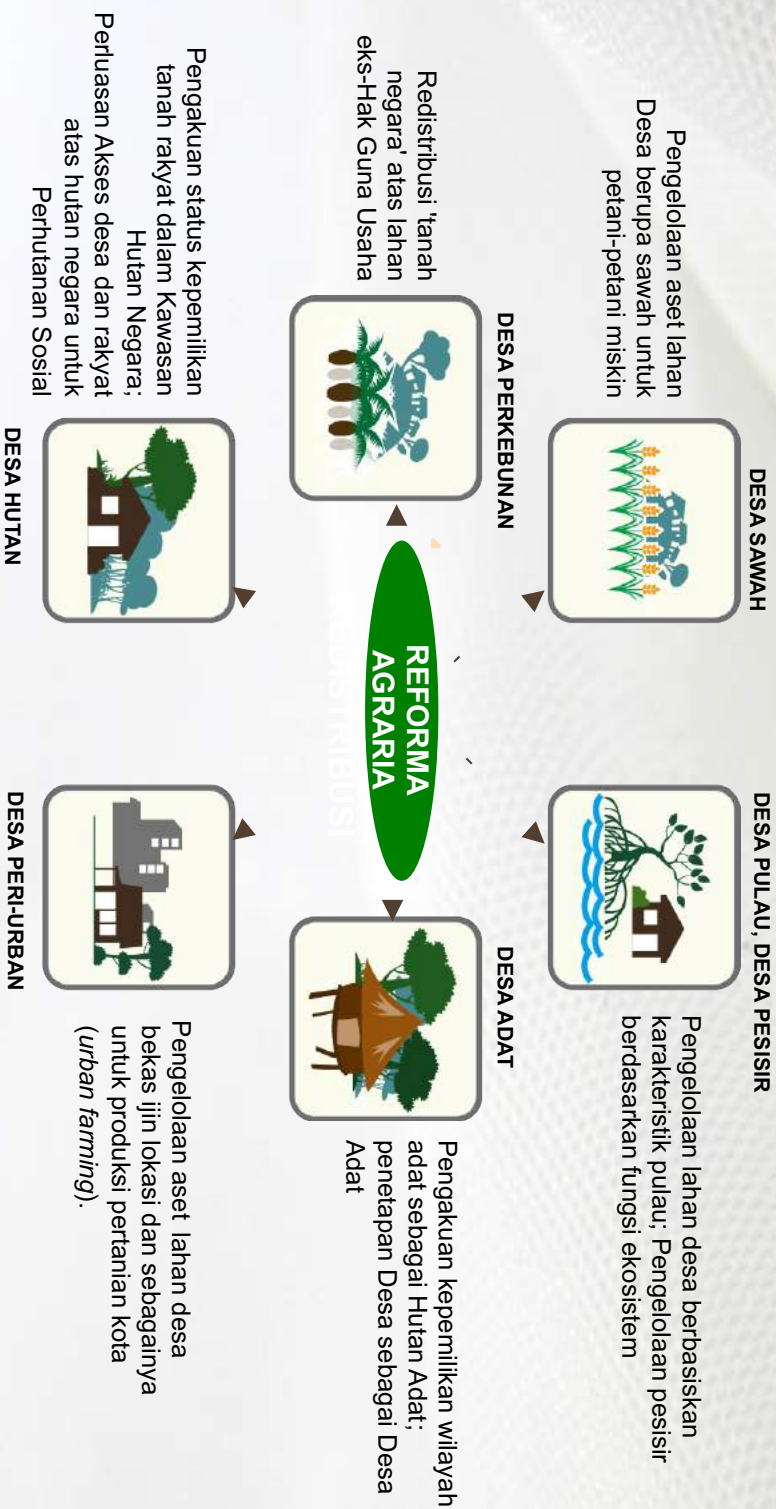 DESA SAWAH
Pengelolaan aset lahan
Desa berupa sawah untuk
petani-petani miskin
DESA PULAU, DESA PESISIR
Pengelolaan lahan desa berbasiskan
karakteristik pulau; Pengelolaan pesisir
berdasarkan fungsi ekosistem
DESA PERKEBUNAN
Redistribusi 'tanah
negara' atas lahan
eks-Hak Guna Usaha
REFORMA
AGRARIA
REDISTRIBUSI
DESA ADAT
Pengakuan kepemilikan wilayah
adat sebagai Hutan Adat;
penetapan Desa sebagai Desa
Adat
Pengakuan status kepemilikan
tanah rakyat dalam Kawasan
Hutan Negara;
Perluasan Akses desa dan rakyat
atas hutan negara untuk
Perhutanan Sosial
DESA HUTAN
Pengelolaan aset lahan desa
bekas ijin lokasi dan sebagainya
untuk produksi pertanian kota
(urban farming).
DESA PERI-URBAN